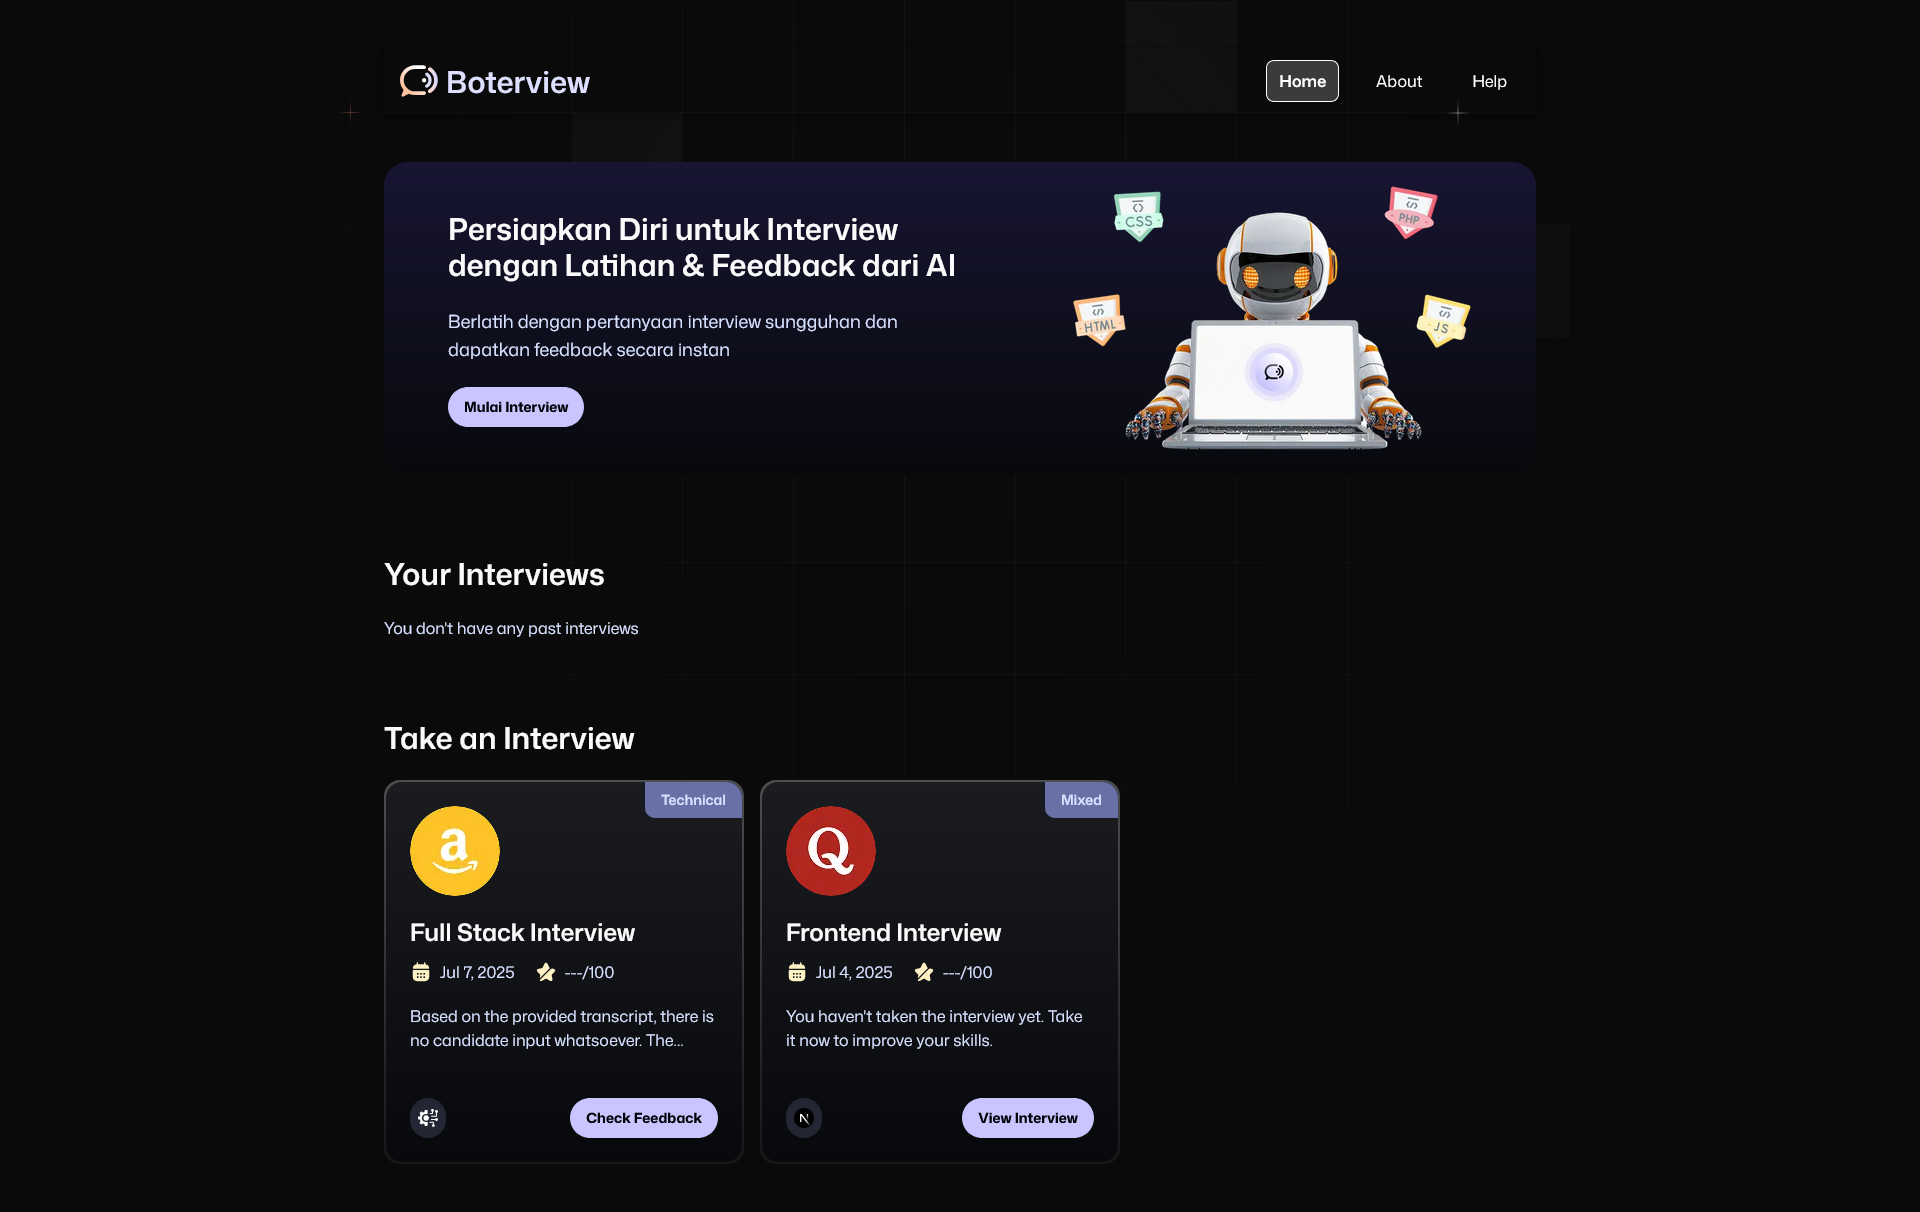 Boterview
Home
About
Help
Persiapkan Diri untuk Interview
dengan Latihan & Feedback dari AI
Berlatih dengan pertanyaan interview sungguhan dan
dapatkan feedback secara instan
Mulai Interview
CSS
PHP
HTML
JS
Your Interviews
You don't have any past interviews
Take an Interview
Technical
a
Full Stack Interview
Jul 7, 2025
---/100
Based on the provided transcript, there is
no candidate input whatsoever. The...
Check Feedback
Mixed
Q
Frontend Interview
Jul 4, 2025
---/100
You haven't taken the interview yet. Take
it now to improve your skills.
N
View Interview